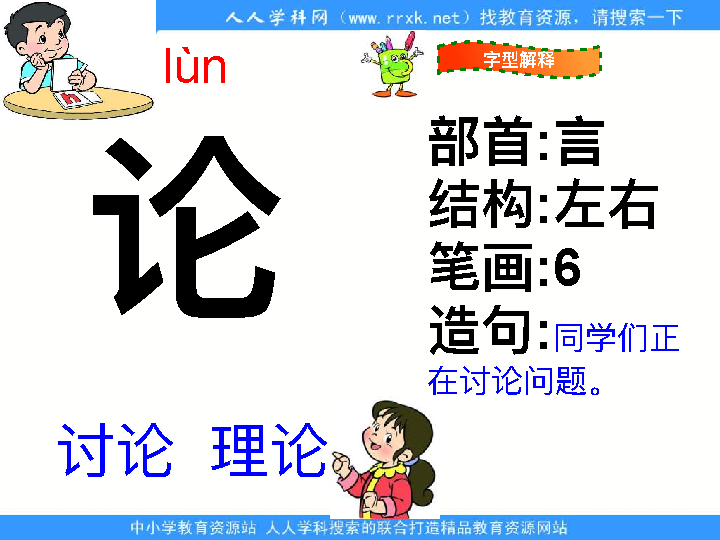 人人学科网（www.rrxk.net）找教育资源，请搜索一下
lùn
字型解释
论
部首:言
结构:左右
笔画:6
造句:同学们正
在讨论问题。
讨论 理论
中小学教育资源站 人人学科搜索的联合打造精品教育资源网站